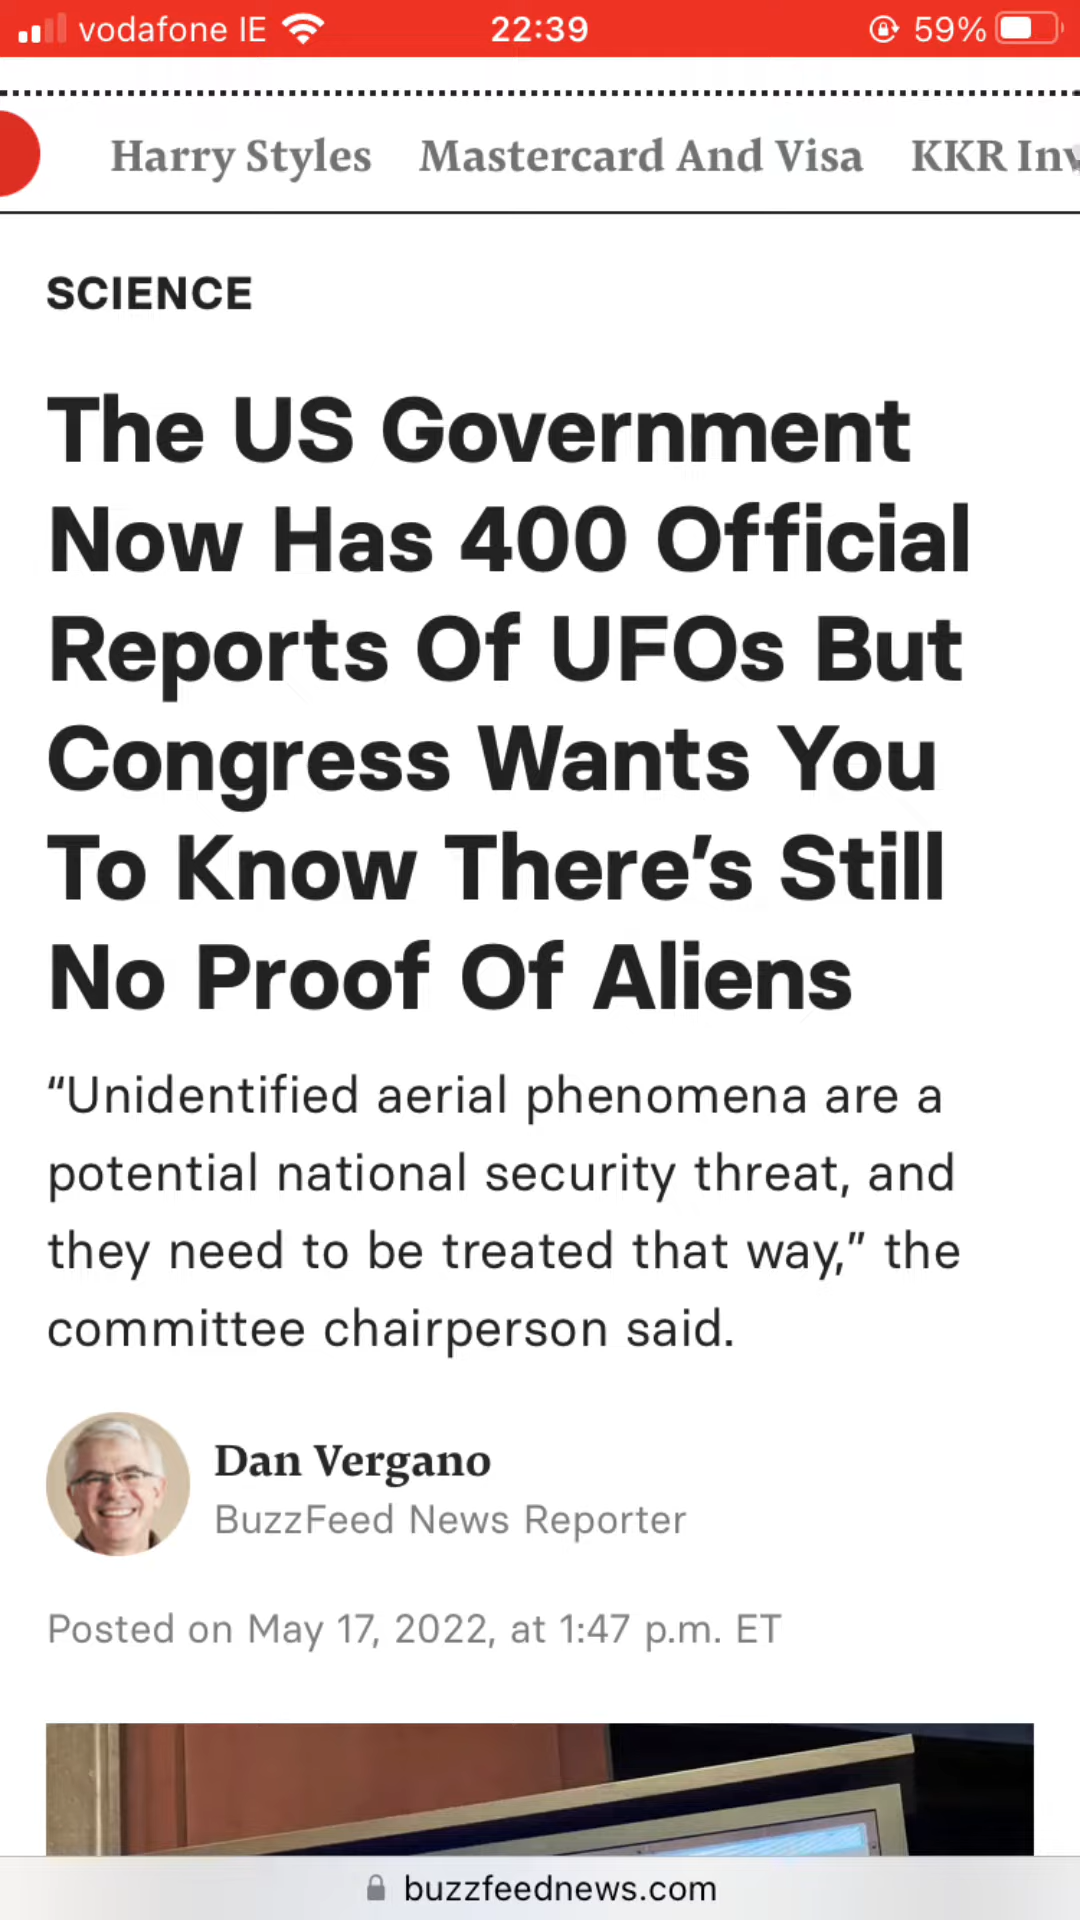 vodafone IE 22:39 59%
Harry Styles Mastercard And Visa KKR Inv
SCIENCE
The US Government
Now Has 400 Official
Reports Of UFOs But
Congress Wants You
To Know There’s Still
No Proof Of Aliens
“Unidentified aerial phenomena are a
potential national security threat, and
they need to be treated that way,” the
committee chairperson said.
Dan Vergano
BuzzFeed News Reporter
Posted on May 17, 2022, at 1:47 p.m. ET
buzzfeednews.com